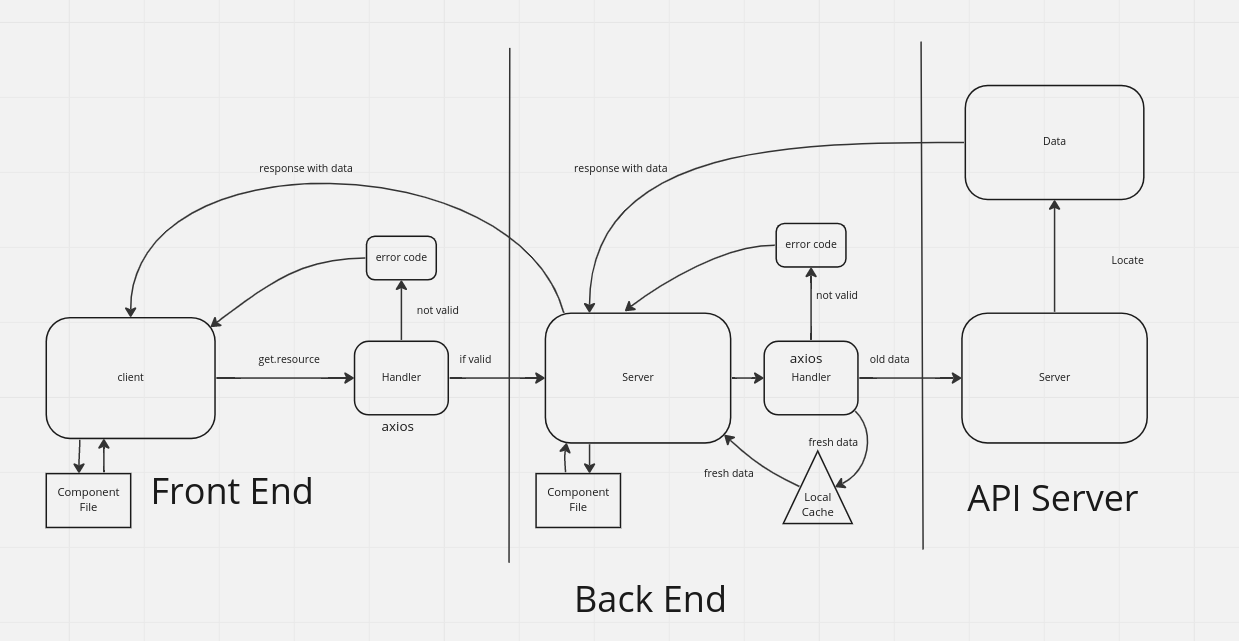 response with data
response with data
Data
error code
error code
Locate
not valid
not valid
get.resource
if valid
axios
old data
client
Handler
Server
Handler
Server
axios
fresh data
fresh data
Component
File
Front End
Component
File
Local
Cache
API Server
Back End